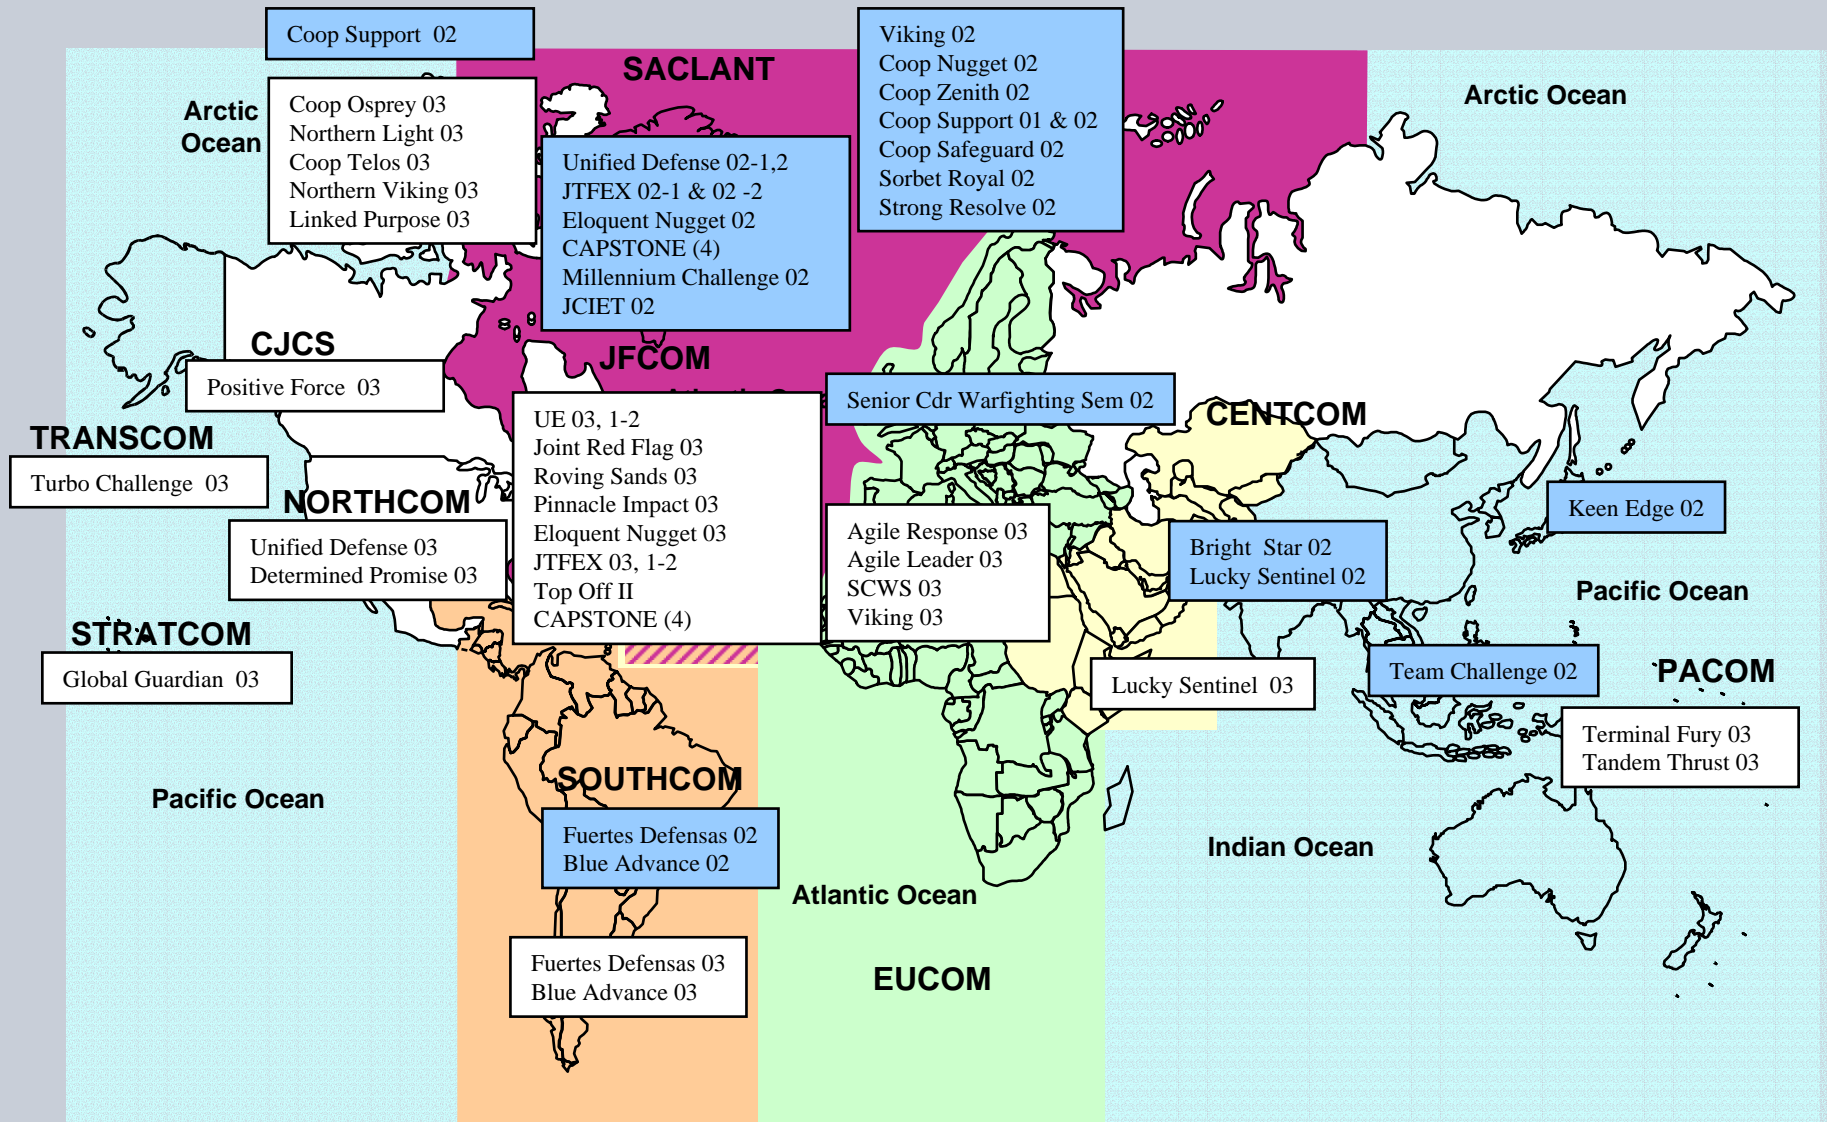 Coop Support 02
Viking 02
Coop Nugget 02
Coop Zenith 02
Coop Support 01 & 02
Coop Safeguard 02
Sorbet Royal 02
Strong Resolve 02
SACLANT
Arctic
Ocean
Coop Osprey 03
Northern Light 03
Coop Telos 03
Northern Viking 03
Linked Purpose 03
Arctic Ocean
Unified Defense 02-1,2
JTFEX 02-1 & 02 -2
Eloquent Nugget 02
CAPSTONE (4)
Millennium Challenge 02
JCIET 02
CJCS
Positive Force 03
JFCOM
UE 03, 1-2
Joint Red Flag 03
Roving Sands 03
Pinnacle Impact 03
Eloquent Nugget 03
JTFEX 03, 1-2
Top Off II
CAPSTONE (4)
Senior Cdr Warfighting Sem 02
CENTCOM
TRANSCOM
Turbo Challenge 03
NORTHCOM
Unified Defense 03
Determined Promise 03
Agile Response 03
Agile Leader 03
SCWS 03
Viking 03
Bright Star 02
Lucky Sentinel 02
Keen Edge 02
Pacific Ocean
STRATCOM
Global Guardian 03
Lucky Sentinel 03
Team Challenge 02
PACOM
Terminal Fury 03
Tandem Thrust 03
Pacific Ocean
SOUTHCOM
Fuertes Defensas 02
Blue Advance 02
Indian Ocean
Atlantic Ocean
Fuertes Defensas 03
Blue Advance 03
EUCOM